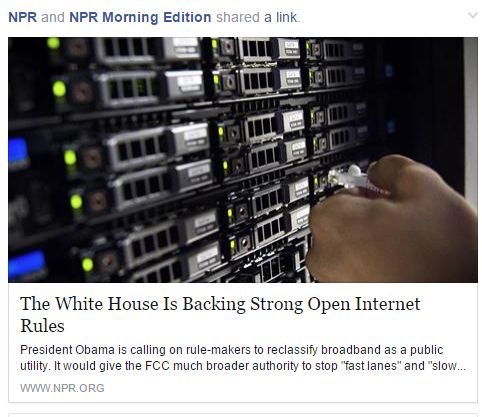 NPR and NPR Morning Edition shared a link.
The White House Is Backing Strong Open Internet
Rules
President Obama is calling on rule-makers to reclassify broadband as a public
utility. It would give the FCC much broader authority to stop "fast lanes" and "slow...
WWW.NPR.ORG